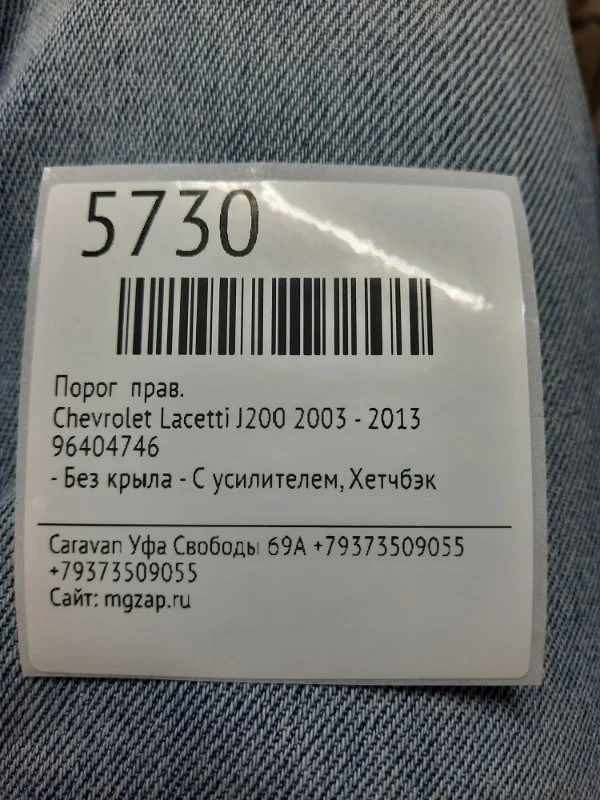 5730
Порог прав.
Chevrolet Lacetti J200 2003 - 2013
96404746
- Без крыла - С усилителем, Хетчбэк
Caravan Уфа Свободы 69А +79373509055
+79373509055
Сайт: mgzap.ru